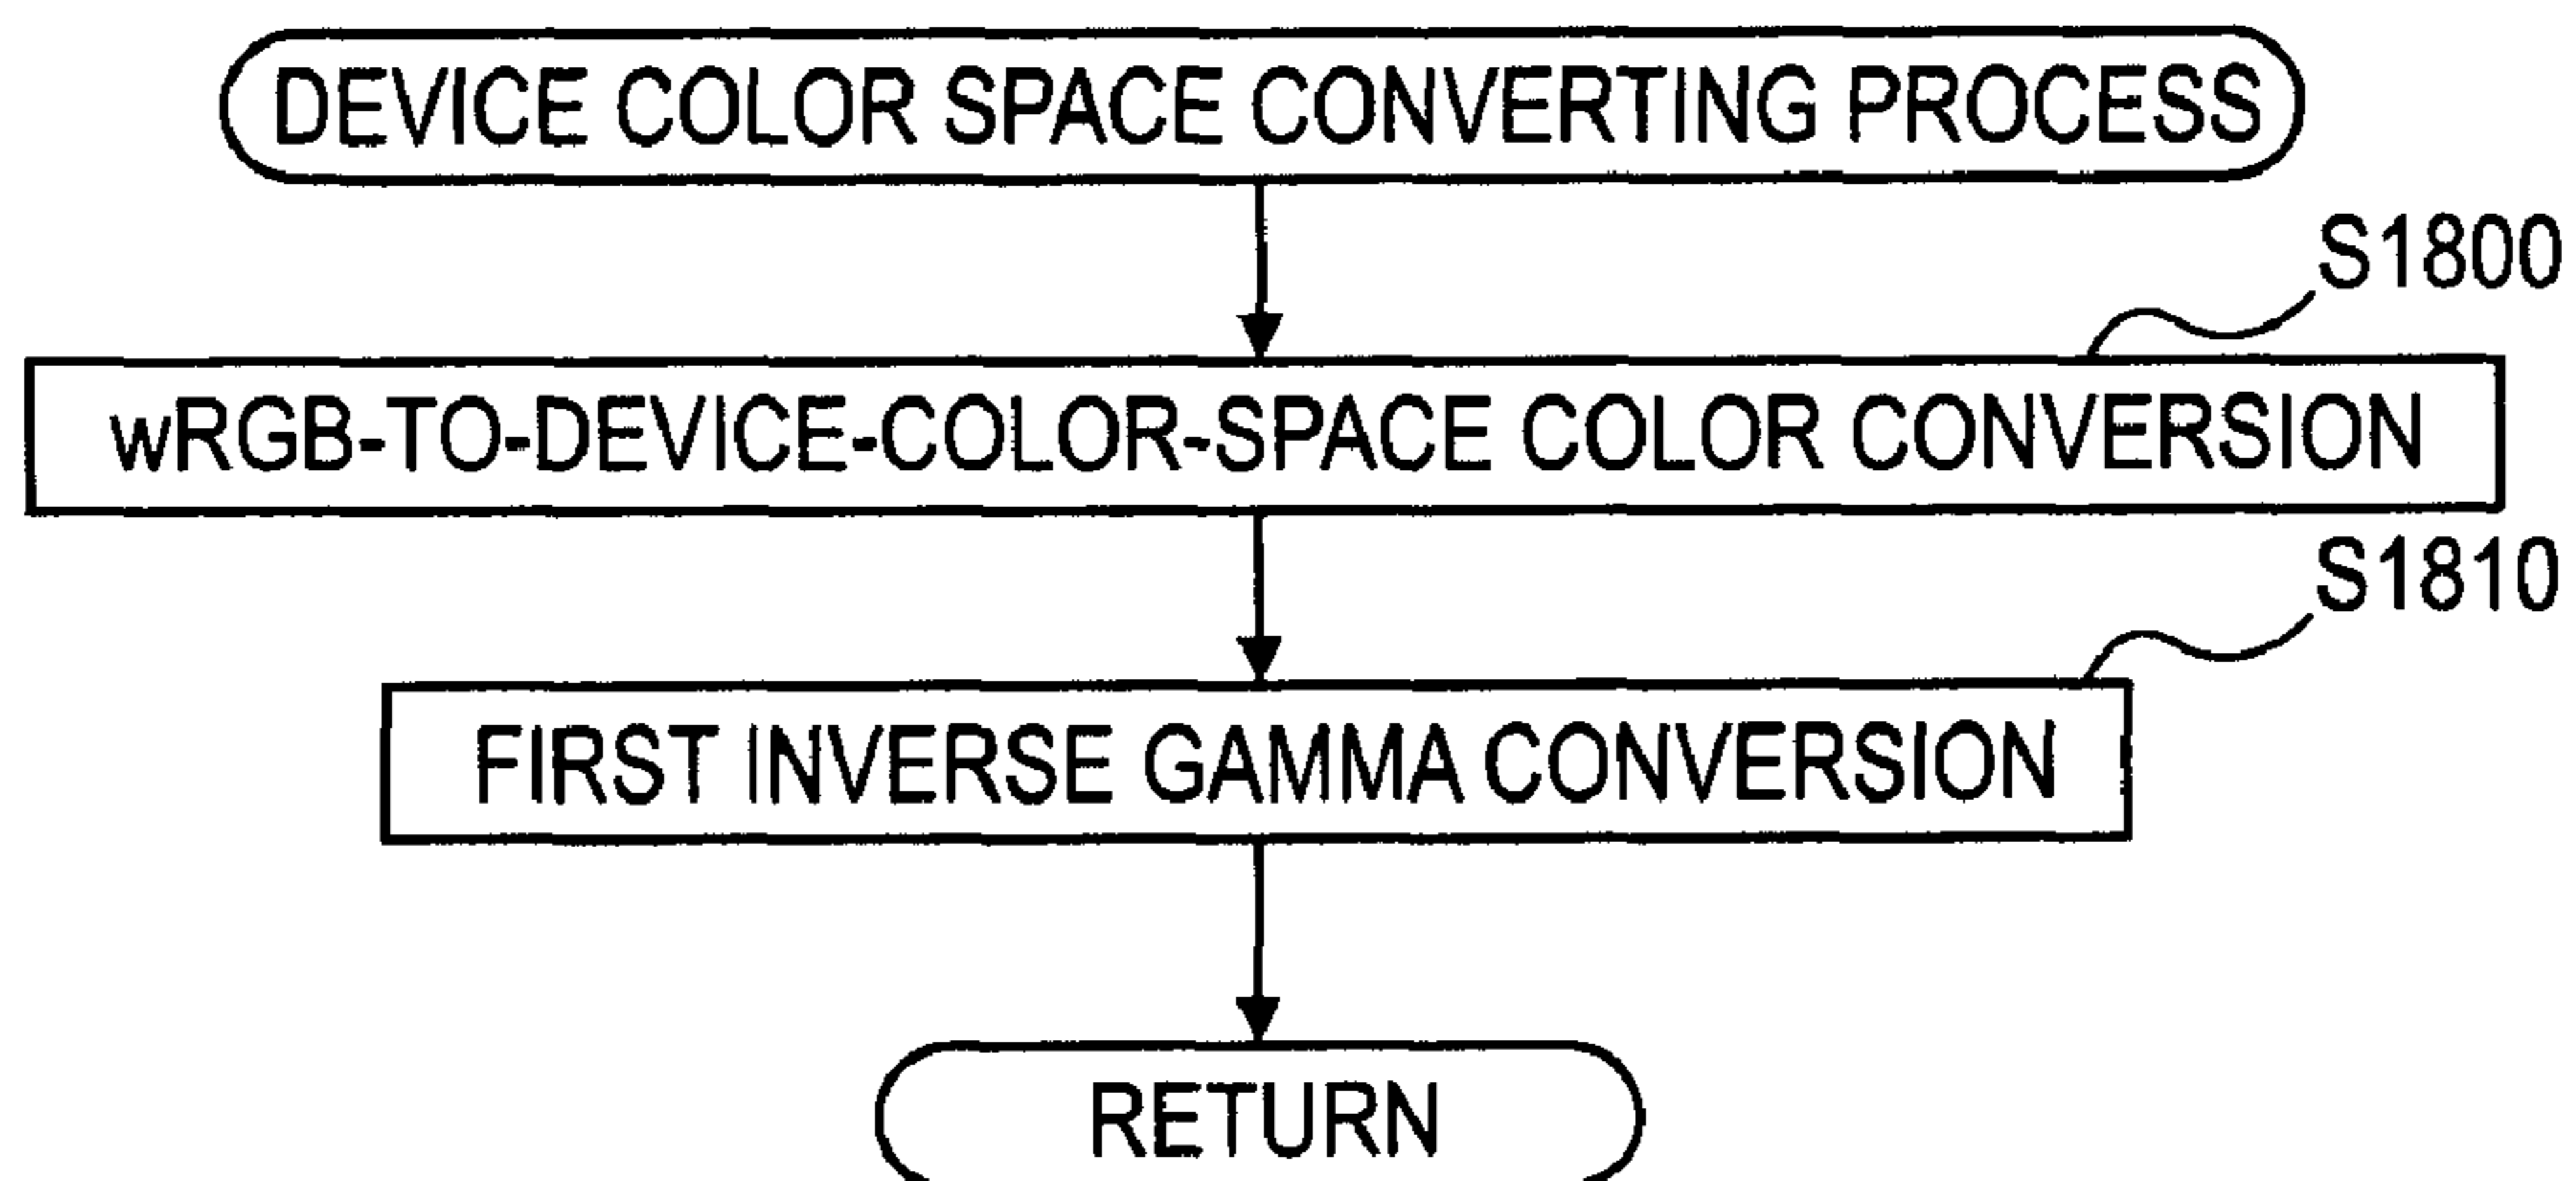 DEVICE COLOR SPACE CONVERTING PROCESS
S1800
wRGB-TO-DEVICE-COLOR-SPACE COLOR CONVERSION
S1810
FIRST INVERSE GAMMA CONVERSION
RETURN